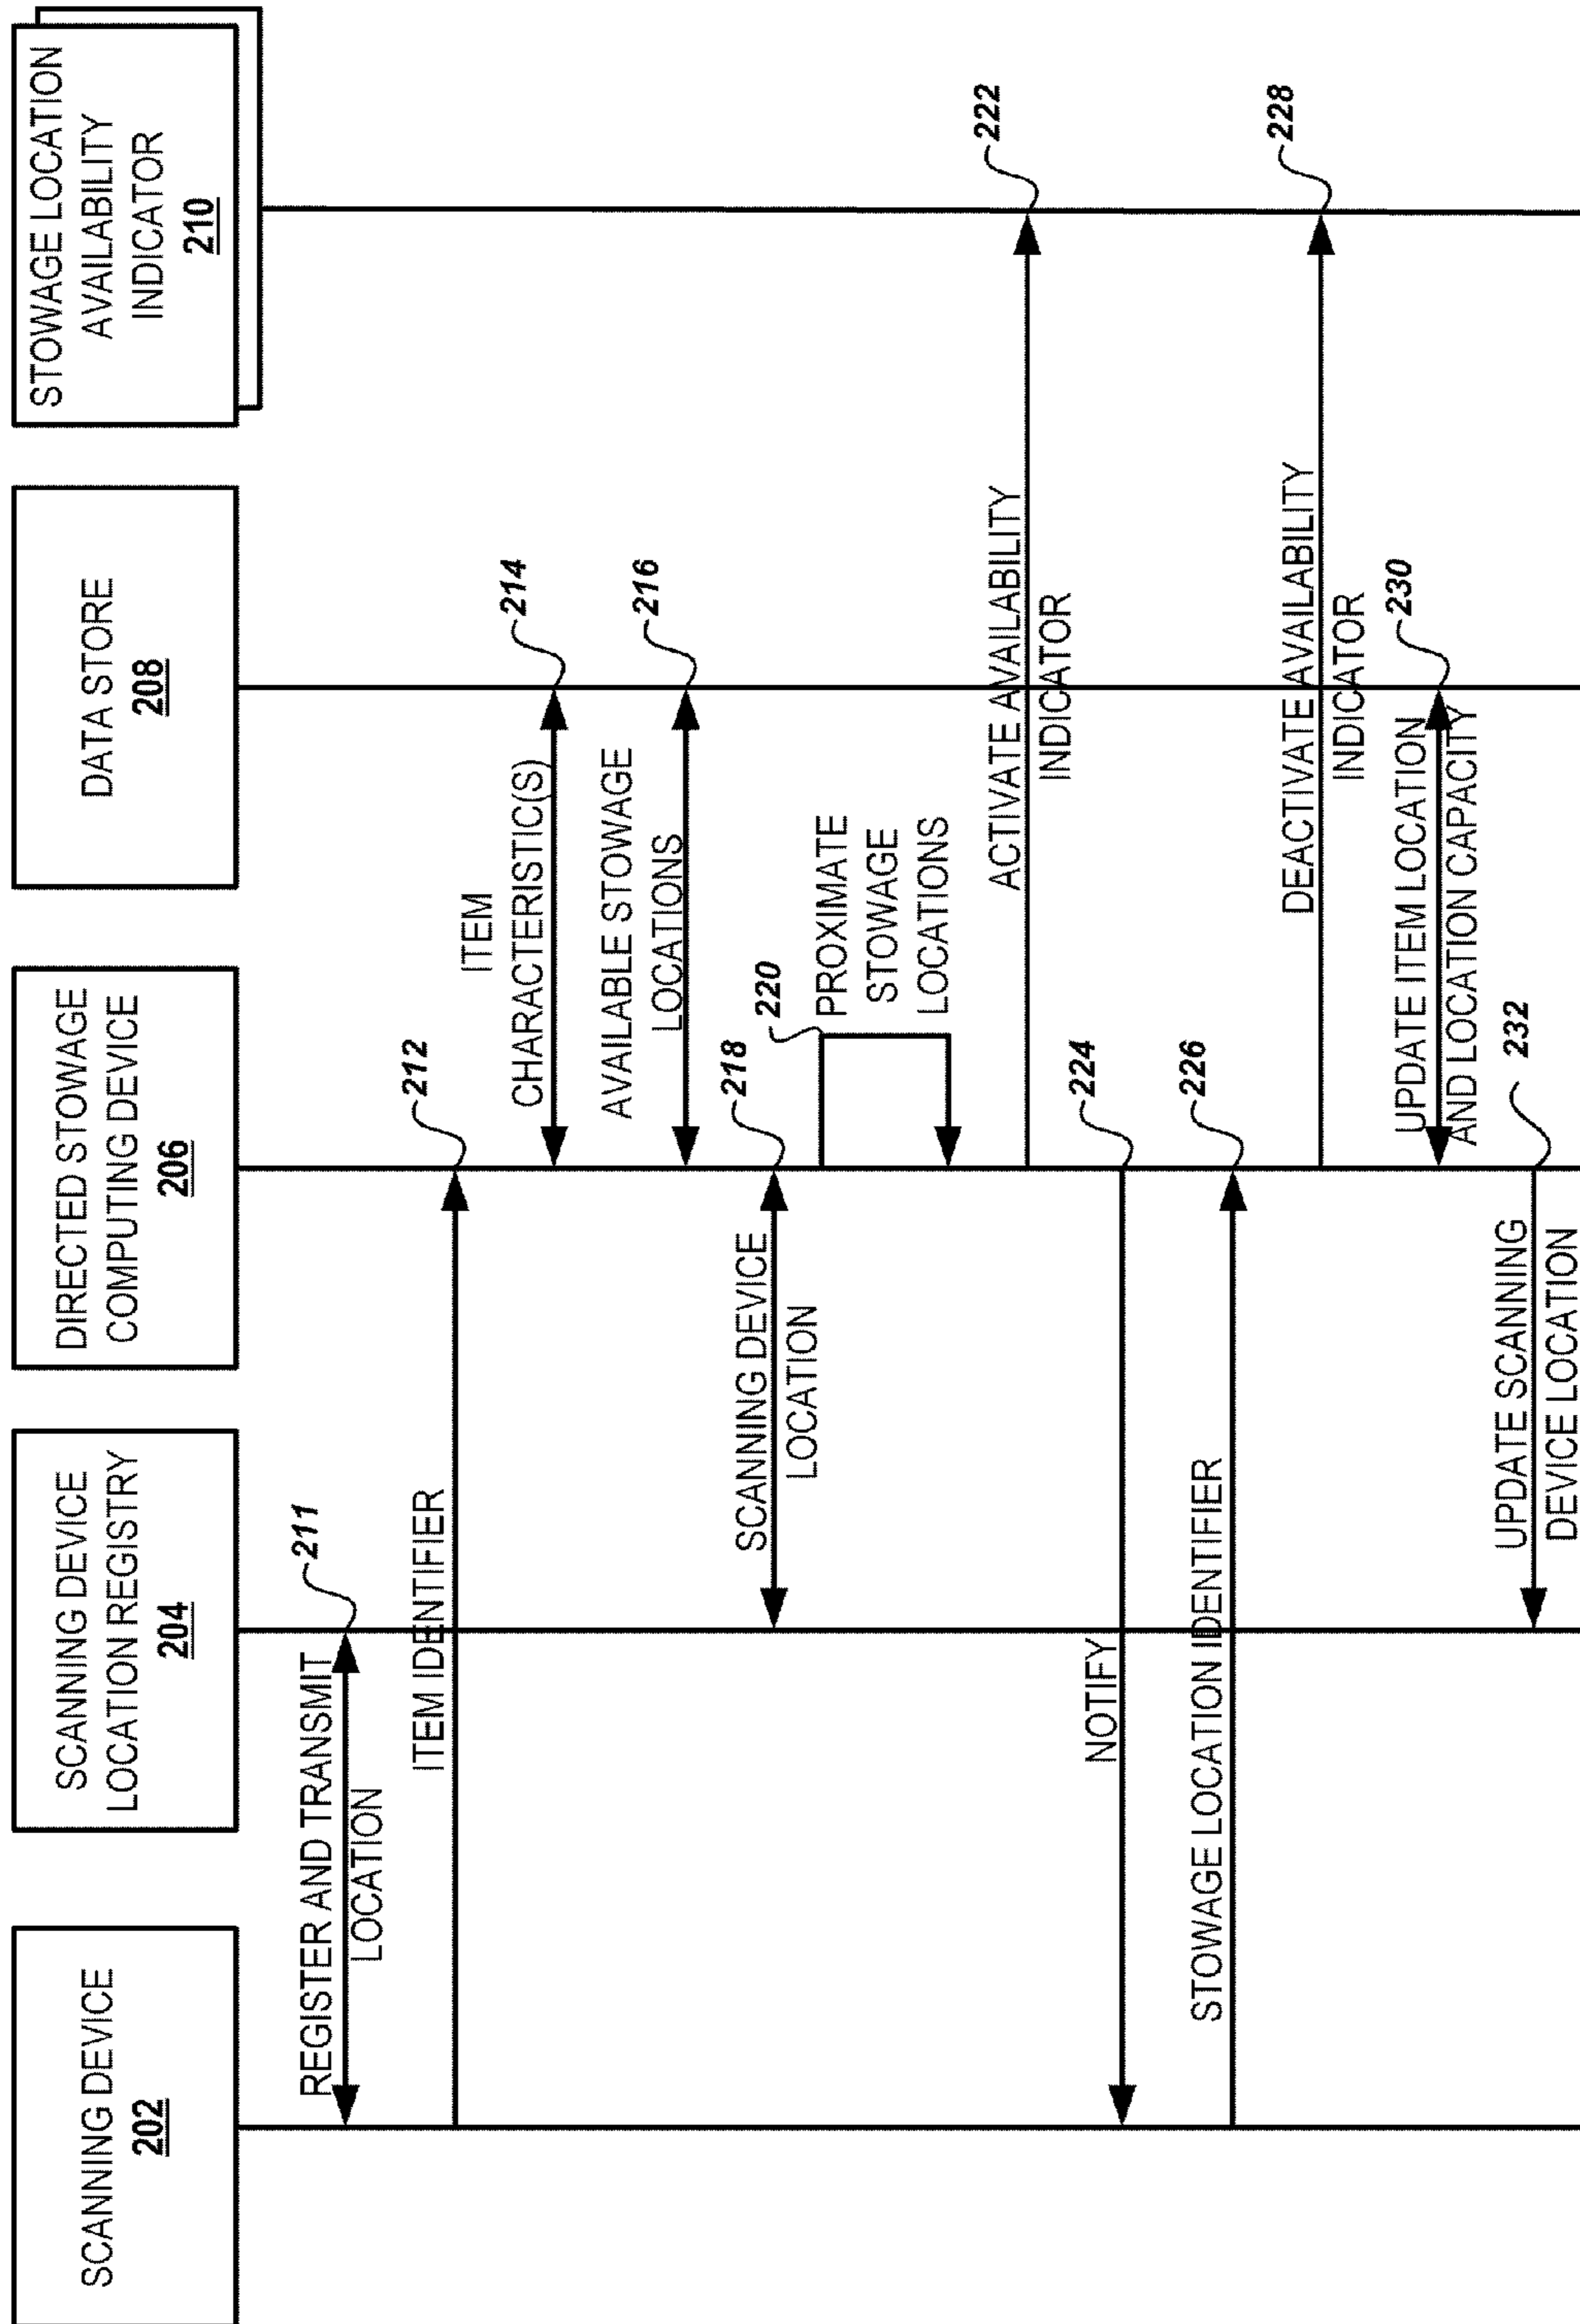 SCANNING DEVICE
202
SCANNING DEVICE
LOCATION REGISTRY
204
DIRECTED STOWAGE
COMPUTING DEVICE
206
DATA STORE
208
STOWAGE LOCATION
AVAILABILITY
INDICATOR
210
REGISTER AND TRANSMIT
LOCATION
211
ITEM IDENTIFIER
212
ITEM
CHARACTERISTIC(S)
214
AVAILABLE STOWAGE
LOCATIONS
216
SCANNING DEVICE
LOCATION
218
220
PROXIMATE
STOWAGE
LOCATIONS
ACTIVATE AVAILABILITY
INDICATOR
222
NOTIFY
224
STOWAGE LOCATION IDENTIFIER
226
DEACTIVATE AVAILABILITY
INDICATOR
228
UPDATE ITEM LOCATION
AND LOCATION CAPACITY
230
UPDATE SCANNING
DEVICE LOCATION
232